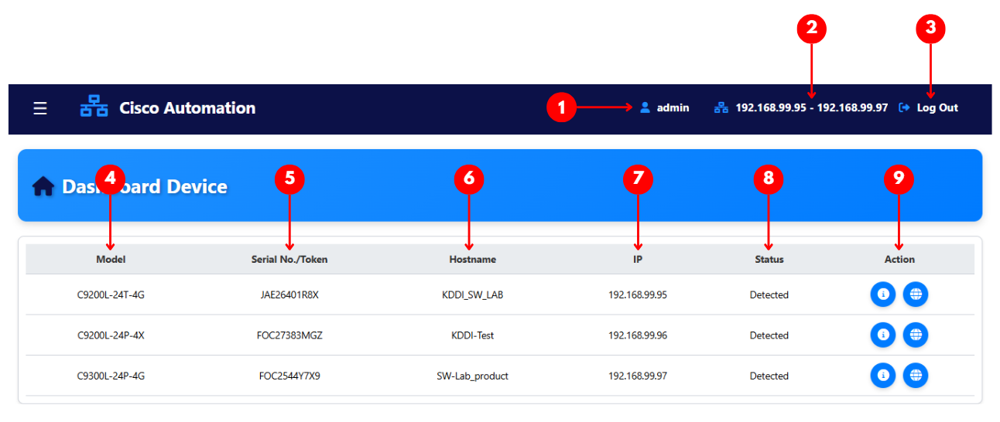 2 3
Cisco Automation 1 admin 192.168.99.95 - 192.168.99.97 Log Out
4 5 6 7 8 9
Dashboard Device
Model Serial No./Token Hostname IP Status Action
C9200L-24T-4G JAE26401R8X KDDI_SW_LAB 192.168.99.95 Detected
C9200L-24P-4X FOC27383MGZ KDDI-Test 192.168.99.96 Detected
C9300L-24P-4G FOC2544Y7X9 SW-Lab_product 192.168.99.97 Detected